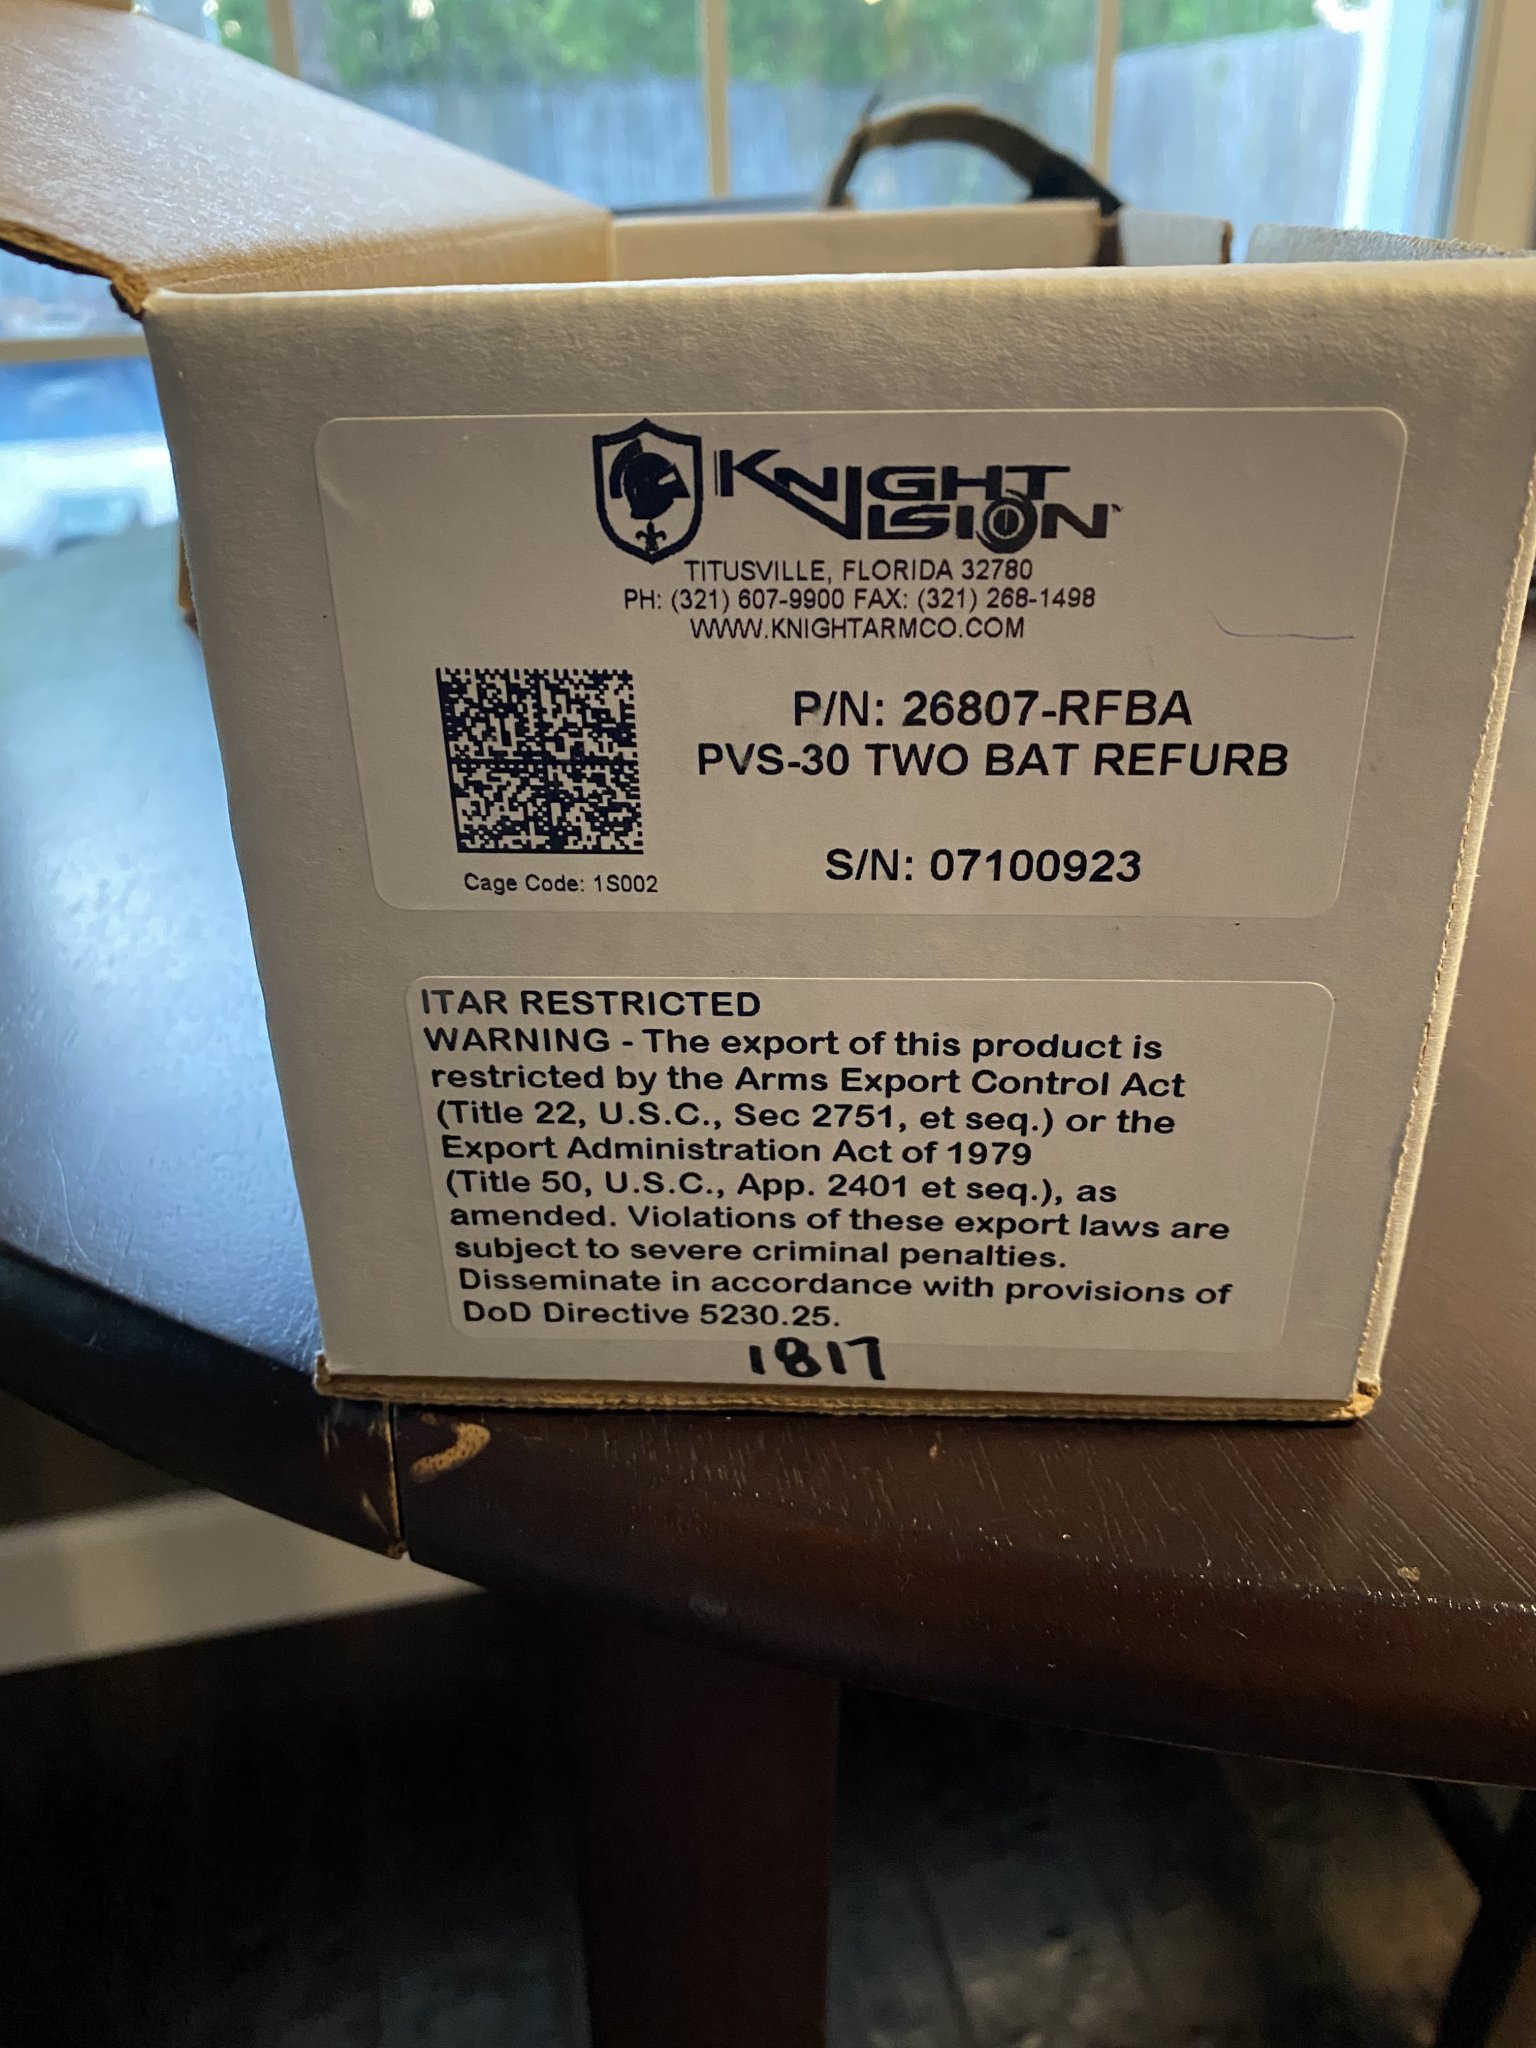 KNIGHT
VISION
TITUSVILLE, FLORIDA 32780
PH: (321) 607-9900 FAX: (321) 268-1498
WWW.KNIGHTARMCO.COM
P/N: 26807-RFBA
PVS-30 TWO BAT REFURB
S/N: 07100923
Cage Code: 1S002
ITAR RESTRICTED
WARNING - The export of this product is
restricted by the Arms Export Control Act
(Title 22, U.S.C., Sec 2751, et seq.) or the
Export Administration Act of 1979
(Title 50, U.S.C., App. 2401 et seq.), as
amended. Violations of these export laws are
subject to severe criminal penalties.
Disseminate in accordance with provisions of
DoD Directive 5230.25.
1817